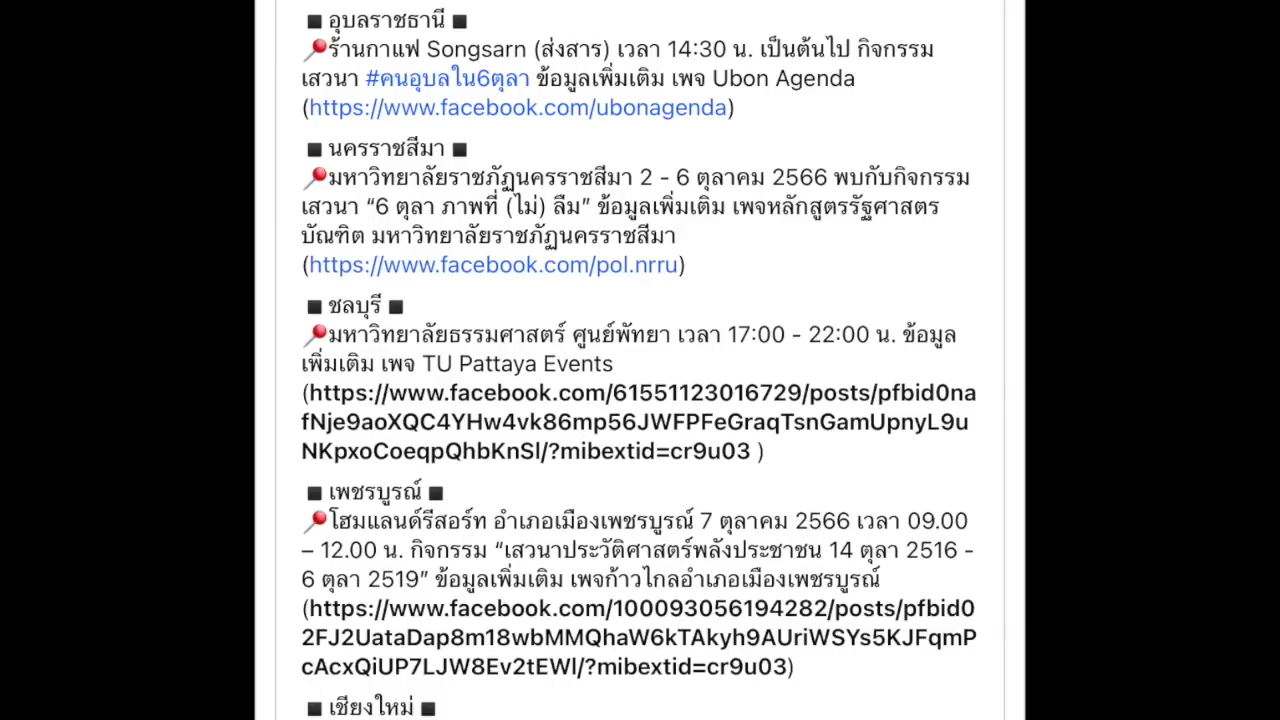 ◾อุบลราชธานี◾
📍ร้านกาแฟ Songsarn (ส่งสาร) เวลา 14:30 น. เป็นต้นไป กิจกรรม
เสวนา #คนอุบลใน6ตุลา ข้อมูลเพิ่มเติม เพจ Ubon Agenda
(https://www.facebook.com/ubonagenda)
◾นครราชสีมา◾
📍มหาวิทยาลัยราชภัฏนครราชสีมา 2 - 6 ตุลาคม 2566 พบกับกิจกรรม
เสวนา “6 ตุลา ภาพที่ (ไม่) ลืม” ข้อมูลเพิ่มเติม เพจหลักสูตรรัฐศาสตร
บัณฑิต มหาวิทยาลัยราชภัฏนครราชสีมา
(https://www.facebook.com/pol.nrru)
◾ชลบุรี◾
📍มหาวิทยาลัยธรรมศาสตร์ ศูนย์พัทยา เวลา 17:00 - 22:00 น. ข้อมูล
เพิ่มเติม เพจ TU Pattaya Events
(https://www.facebook.com/61551123016729/posts/pfbid0na
fNje9aoXQC4YHw4vk86mp56JWFPFeGraqTsnGamUpnyL9u
NKpxoCoeqpQhbKnSl/?mibextid=cr9u03 )
◾เพชรบูรณ์◾
📍โฮมแลนด์รีสอร์ท อำเภอเมืองเพชรบูรณ์ 7 ตุลาคม 2566 เวลา 09.00
– 12.00 น. กิจกรรม “เสวนาประวัติศาสตร์พลังประชาชน 14 ตุลา 2516 -
6 ตุลา 2519” ข้อมูลเพิ่มเติม เพจก้าวไกลอำเภอเมืองเพชรบูรณ์
(https://www.facebook.com/100093056194282/posts/pfbid0
2FJ2UataDap8m18wbMMQhaW6kTAkyh9AUriWSYs5KJFqmP
cAcxQiUP7LJW8Ev2tEWl/?mibextid=cr9u03)
◾เชียงใหม่◾